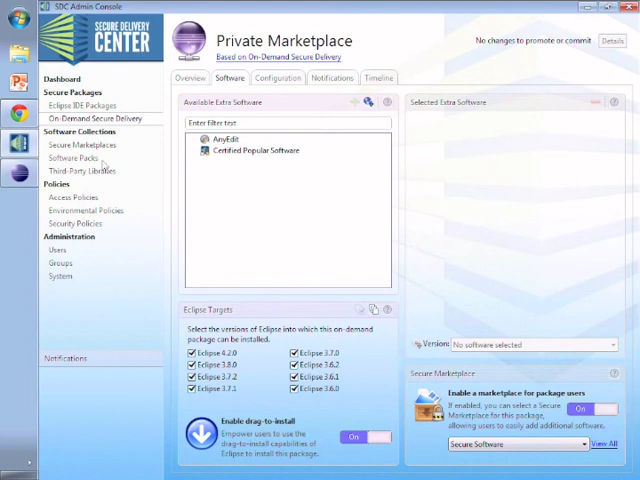 SDC Admin Console
SECURE DELIVERY
CENTER
Dashboard
Secure Packages
Eclipse IDE Packages
On-Demand Secure Delivery
Software Collections
Secure Marketplaces
Software Packs
Third-Party Libraries
Policies
Access Policies
Environmental Policies
Security Policies
Administration
Users
Groups
System
Notifications
Private Marketplace
Based on On-Demand Secure Delivery
No changes to promote or commit
Details
Overview
Software
Configuration
Notifications
Timeline
Available Extra Software
Enter filter text
AnyEdit
Certified Popular Software
Selected Extra Software
Version:
No software selected
Eclipse Targets
Select the versions of Eclipse into which this on-demand
package can be installed.
Eclipse 4.2.0
Eclipse 3.7.0
Eclipse 3.8.0
Eclipse 3.6.2
Eclipse 3.7.2
Eclipse 3.6.1
Eclipse 3.7.1
Eclipse 3.6.0
Enable drag-to-install
Empower users to use the
drag-to-install capabilities of
Eclipse to install this package.
On
Secure Marketplace
Enable a marketplace for package users
If enabled, you can select a Secure
Marketplace for this package,
allowing users to easily add additional software.
On
Secure Software
View All